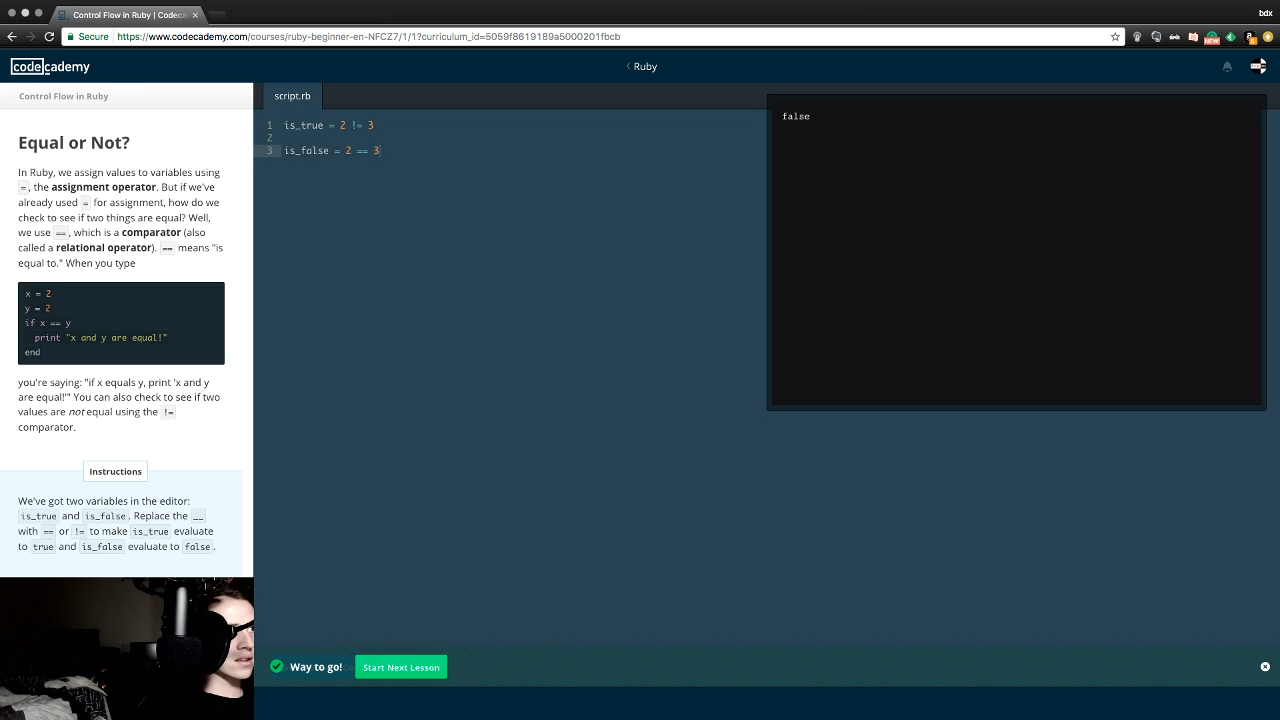 Control Flow in Ruby | Codeca
bdx
Secure
https://www.codecademy.com/courses/ruby-beginner-en-NFCZ7/1/1?curriculum_id=5059f8619189a5000201fbcb
codecademy
Ruby
Control Flow in Ruby
script.rb
Equal or Not?
In Ruby, we assign values to variables using
=, the assignment operator. But if we've
already used = for assignment, how do we
check to see if two things are equal? Well,
we use ==, which is a comparator (also
called a relational operator). == means "is
equal to." When you type
x = 2
y = 2
if x == y
print "x and y are equal!"
end
you're saying: "if x equals y, print 'x and y
are equal!'" You can also check to see if two
values are not equal using the !=
comparator.
Instructions
We've got two variables in the editor:
is_true and is_false. Replace the __
with == or != to make is_true evaluate
to true and is_false evaluate to false.
1 is_true = 2 != 3
2
3 is_false = 2 == 3
false
Way to go!
Start Next Lesson